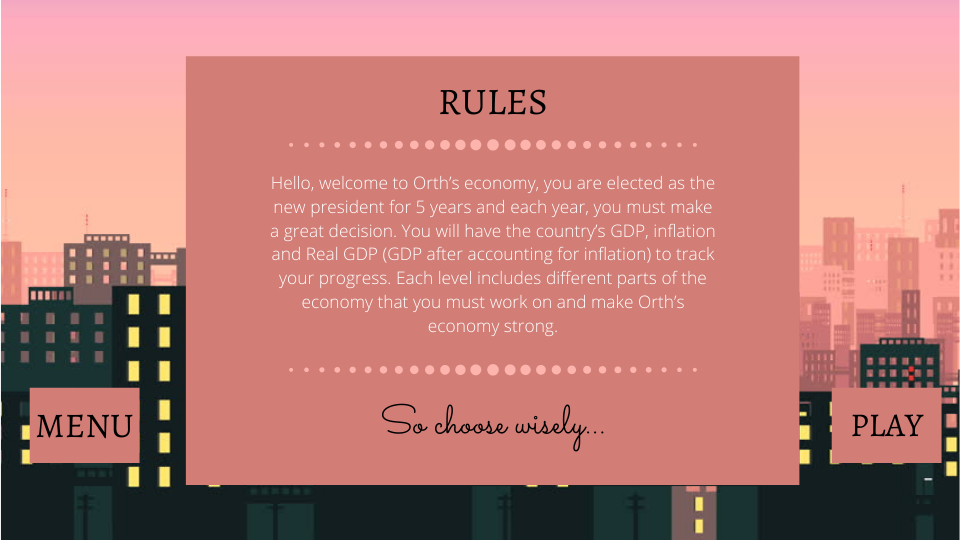 RULES
Hello, welcome to Orth's economy, you are elected as the
new president for 5 years and each year, you must make
a great decision. You will have the country's GDP, inflation
and Real GDP (GDP after accounting for inflation) to track
your progress. Each level includes different parts of the
economy that you must work on and make Orth's
economy strong.
So choose wisely...
MENU
PLAY